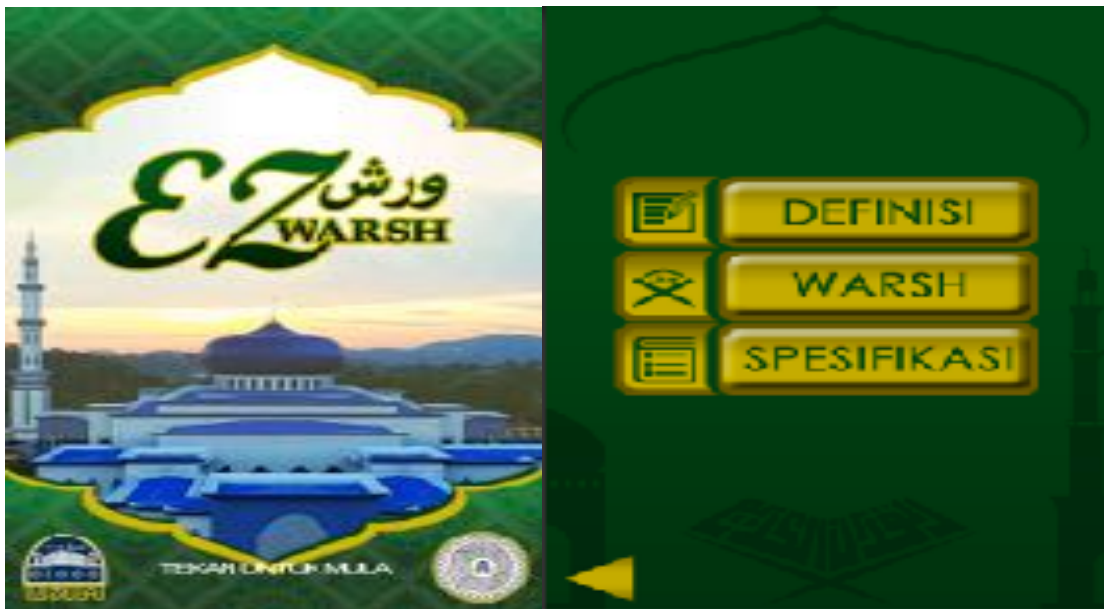 EZ
ورش
WARSH
TEKAN UNTUK MULA
DEFINISI
WARSH
SPESIFIKASI